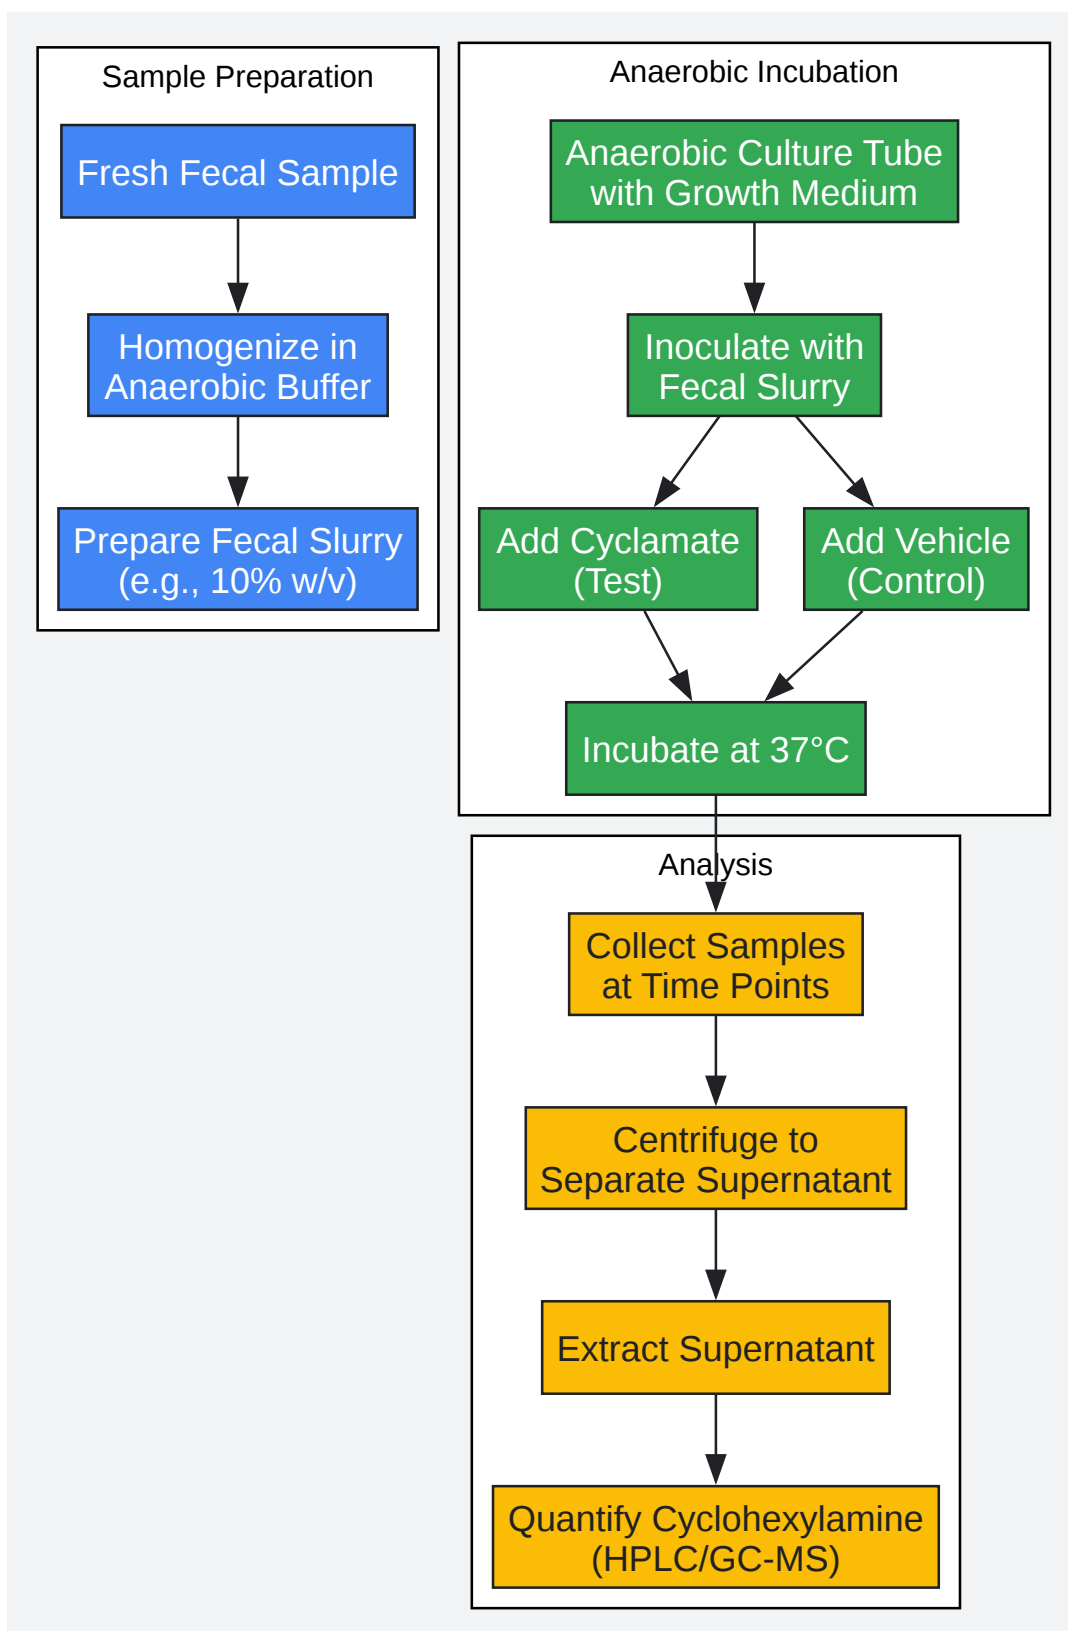 Sample Preparation
Fresh Fecal Sample
Homogenize in
Anaerobic Buffer
Prepare Fecal Slurry
(e.g., 10% w/v)
Anaerobic Incubation
Anaerobic Culture Tube
with Growth Medium
Inoculate with
Fecal Slurry
Add Cyclamate
(Test)
Add Vehicle
(Control)
Incubate at 37°C
Analysis
Collect Samples
at Time Points
Centrifuge to
Separate Supernatant
Extract Supernatant
Quantify Cyclohexylamine
(HPLC/GC-MS)